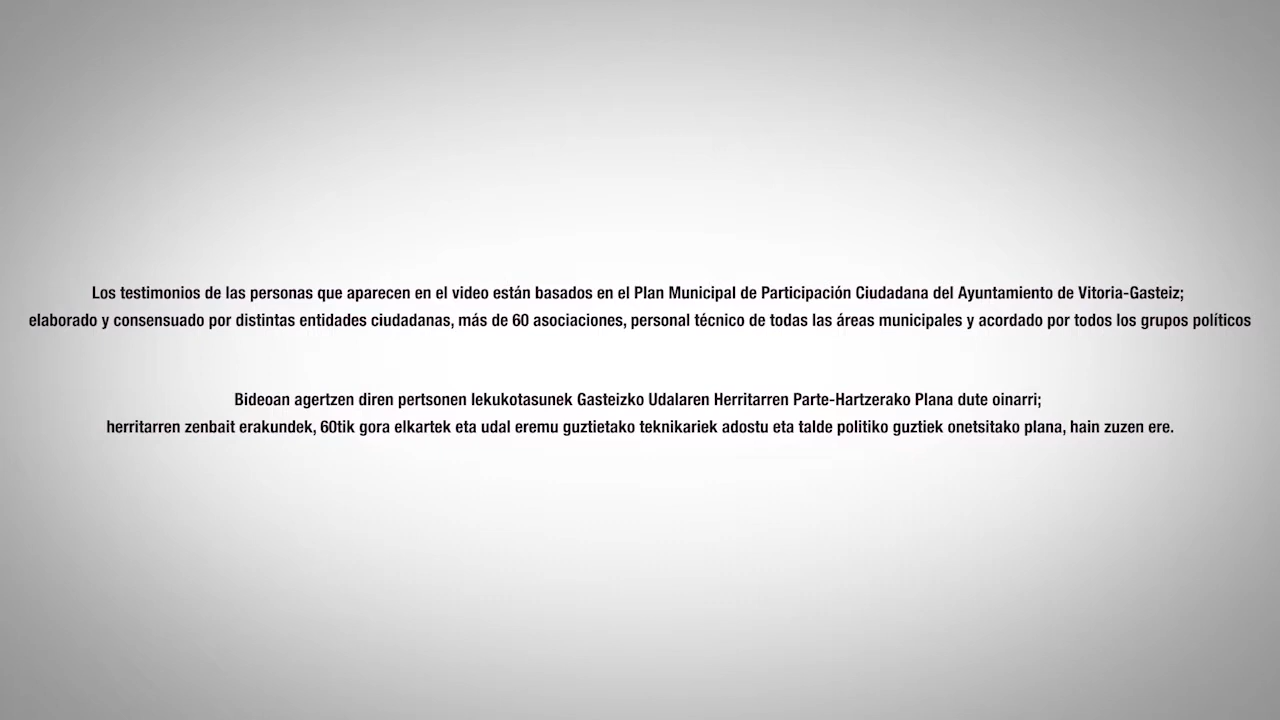 Los testimonios de las personas que aparecen en el video están basados en el Plan Municipal de Participación Ciudadana del Ayuntamiento de Vitoria-Gasteiz;
elaborado y consensuado por distintas entidades ciudadanas, más de 60 asociaciones, personal técnico de todas las áreas municipales y acordado por todos los grupos políticos
Bideoan agertzen diren pertsonen lekukotasunek Gasteizko Udalaren Herritarren Parte-Hartzerako Plana dute oinarri;
herritarren zenbait erakundek, 60tik gora elkartek eta udal eremu guztietako teknikariek adostu eta talde politiko guztiek onetsitako plana, hain zuzen ere.